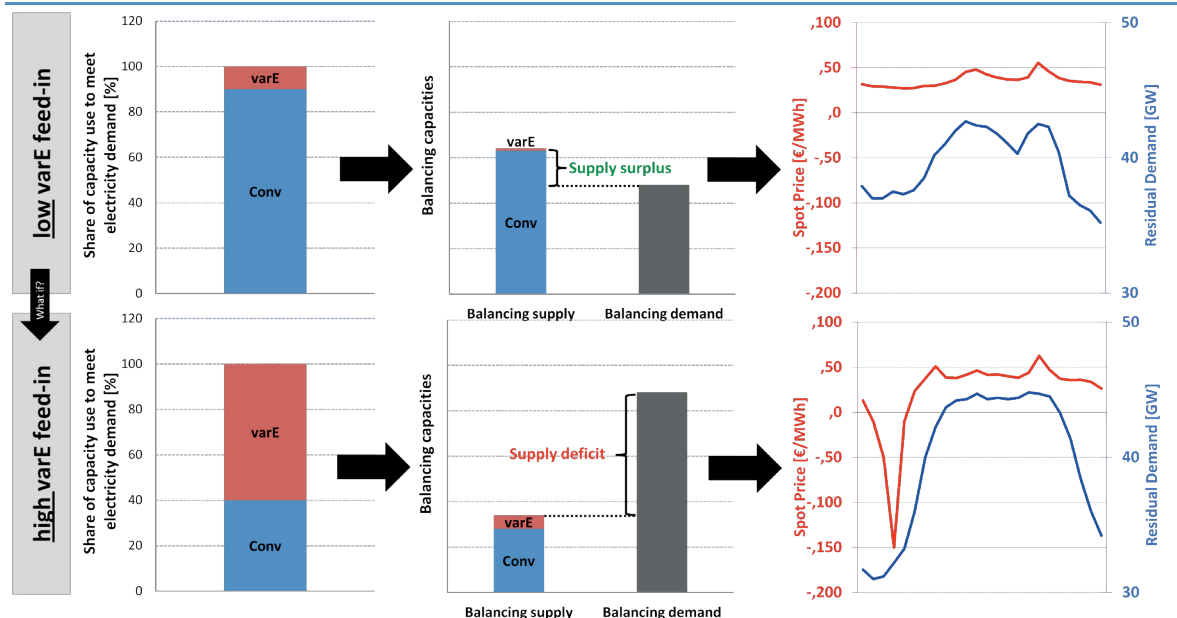 low varE feed-in
Share of capacity use to meet
electricity demand [%]
120
100
80
60
40
20
0
varE
Conv
Balancing capacities
varE
Supply surplus
Conv
Balancing supply
Balancing demand
Spot Price [€/MWh]
,100
,50
,0
-,50
-,100
-,150
-,200
50
40
30
Residual Demand [GW]
What if?
high varE feed-in
Share of capacity use to meet
electricity demand [%]
120
100
80
60
40
20
0
varE
Conv
Balancing capacities
Supply deficit
varE
Conv
Balancing supply
Balancing demand
Spot Price [€/MWh]
,100
,50
,0
-,50
-,100
-,150
-,200
50
40
30
Residual Demand [GW]